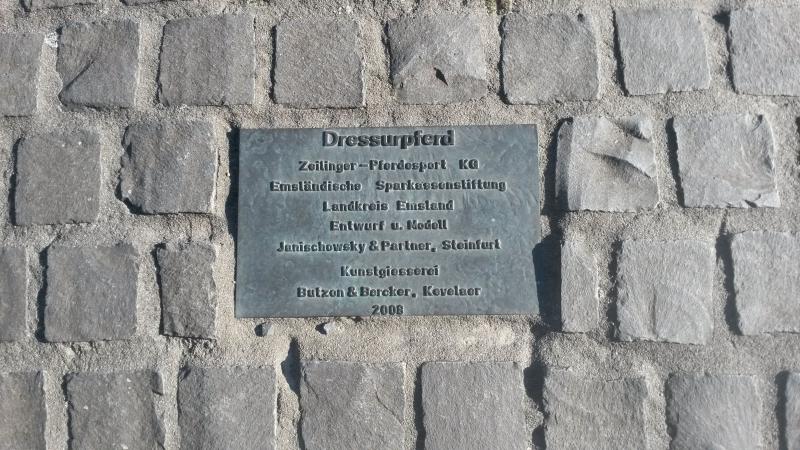 Dressurpferd
Zeilinger-Pferdesport KG
Emsländische Sparkassenstiftung
Landkreis Emsland
Entwurf u. Modell
Janischowsky & Partner, Steinfurt
Kunstgiesserei
Butzon & Bercker, Kevelaer
2008